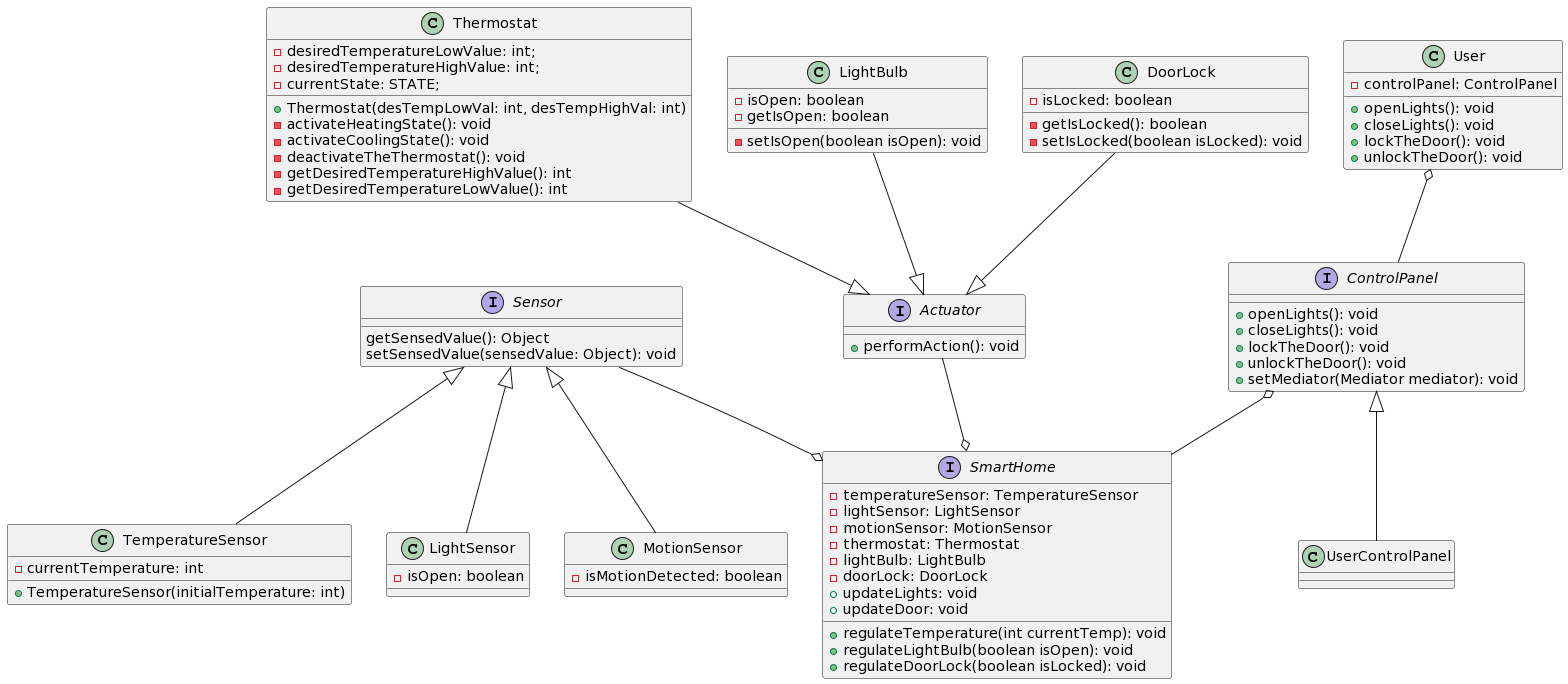 Thermostat
desiredTemperatureLowValue: int;
desiredTemperatureHighValue: int;
currentState: STATE;
Thermostat(desTempLowVal: int, desTempHighVal: int)
activateHeatingState(): void
activateCoolingState(): void
deactivateTheThermostat(): void
getDesiredTemperatureHighValue(): int
getDesiredTemperatureLowValue(): int
LightBulb
isOpen: boolean
getIsOpen: boolean
setIsOpen(boolean isOpen): void
DoorLock
isLocked: boolean
getIsLocked(): boolean
setIsLocked(boolean isLocked): void
User
controlPanel: ControlPanel
openLights(): void
closeLights(): void
lockTheDoor(): void
unlockTheDoor(): void
Sensor
getSensedValue(): Object
setSensedValue(sensedValue: Object): void
Actuator
performAction(): void
ControlPanel
openLights(): void
closeLights(): void
lockTheDoor(): void
unlockTheDoor(): void
setMediator(Mediator mediator): void
TemperatureSensor
currentTemperature: int
TemperatureSensor(initialTemperature: int)
LightSensor
isOpen: boolean
MotionSensor
isMotionDetected: boolean
SmartHome
temperatureSensor: TemperatureSensor
lightSensor: LightSensor
motionSensor: MotionSensor
thermostat: Thermostat
lightBulb: LightBulb
doorLock: DoorLock
updateLights: void
updateDoor: void
regulateTemperature(int currentTemp): void
regulateLightBulb(boolean isOpen): void
regulateDoorLock(boolean isLocked): void
UserControlPanel